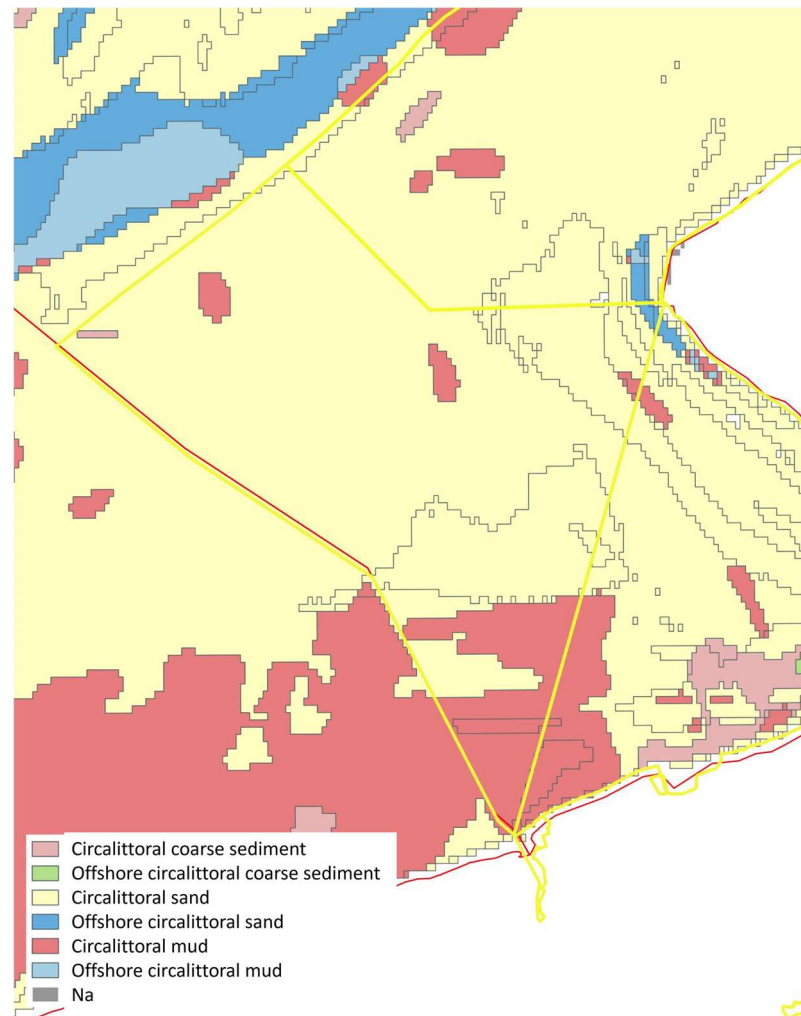 Circalittoral coarse sediment
Offshore circalittoral coarse sediment
Circalittoral sand
Offshore circalittoral sand
Circalittoral mud
Offshore circalittoral mud
Na